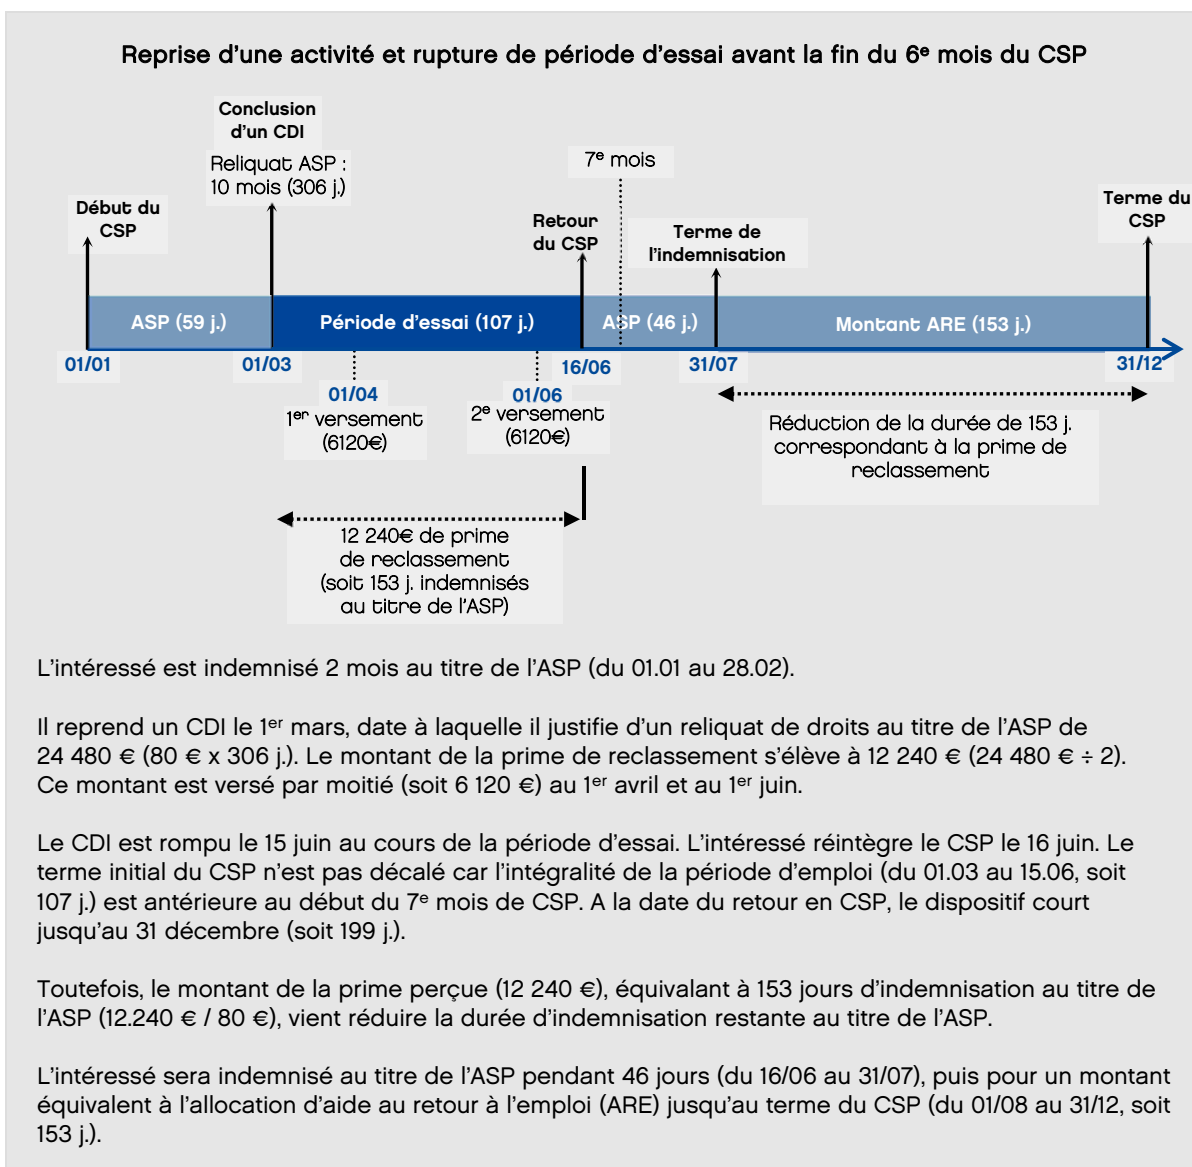 Reprise d'une activité et rupture de période d'essai avant la fin du 6e mois du CSP
Conclusion
d'un CDI
Reliquat ASP :
10 mois (306 j.)
7e mois
Début du
CSP
Retour
du CSP
Terme de
l'indemnisation
Terme du
CSP
ASP (59 j.)
Période d'essai (107 j.)
ASP (46 j.)
Montant ARE (153 j.)
01/01
01/03
16/06
31/07
31/12
01/04
1er versement
(6120€)
01/06
2e versement
(6120€)
Réduction de la durée de 153 j.
correspondant à la prime de
reclassement
12 240€ de prime
de reclassement
(soit 153 j. indemnisés
au titre de l'ASP)
L'intéressé est indemnisé 2 mois au titre de l'ASP (du 01.01 au 28.02).
Il reprend un CDI le 1er mars, date à laquelle il justifie d'un reliquat de droits au titre de l'ASP de
24 480 € (80 € x 306 j.). Le montant de la prime de reclassement s'élève à 12 240 € (24 480 € ÷ 2).
Ce montant est versé par moitié (soit 6 120 €) au 1er avril et au 1er juin.
Le CDI est rompu le 15 juin au cours de la période d'essai. L'intéressé réintègre le CSP le 16 juin. Le
terme initial du CSP n'est pas décalé car l'intégralité de la période d'emploi (du 01.03 au 15.06, soit
107 j.) est antérieure au début du 7e mois de CSP. A la date du retour en CSP, le dispositif court
jusqu'au 31 décembre (soit 199 j.).
Toutefois, le montant de la prime perçue (12 240 €), équivalant à 153 jours d'indemnisation au titre de
l'ASP (12.240 € / 80 €), vient réduire la durée d'indemnisation restante au titre de l'ASP.
L'intéressé sera indemnisé au titre de l'ASP pendant 46 jours (du 16/06 au 31/07), puis pour un montant
équivalent à l'allocation d'aide au retour à l'emploi (ARE) jusqu'au terme du CSP (du 01/08 au 31/12, soit
153 j.).